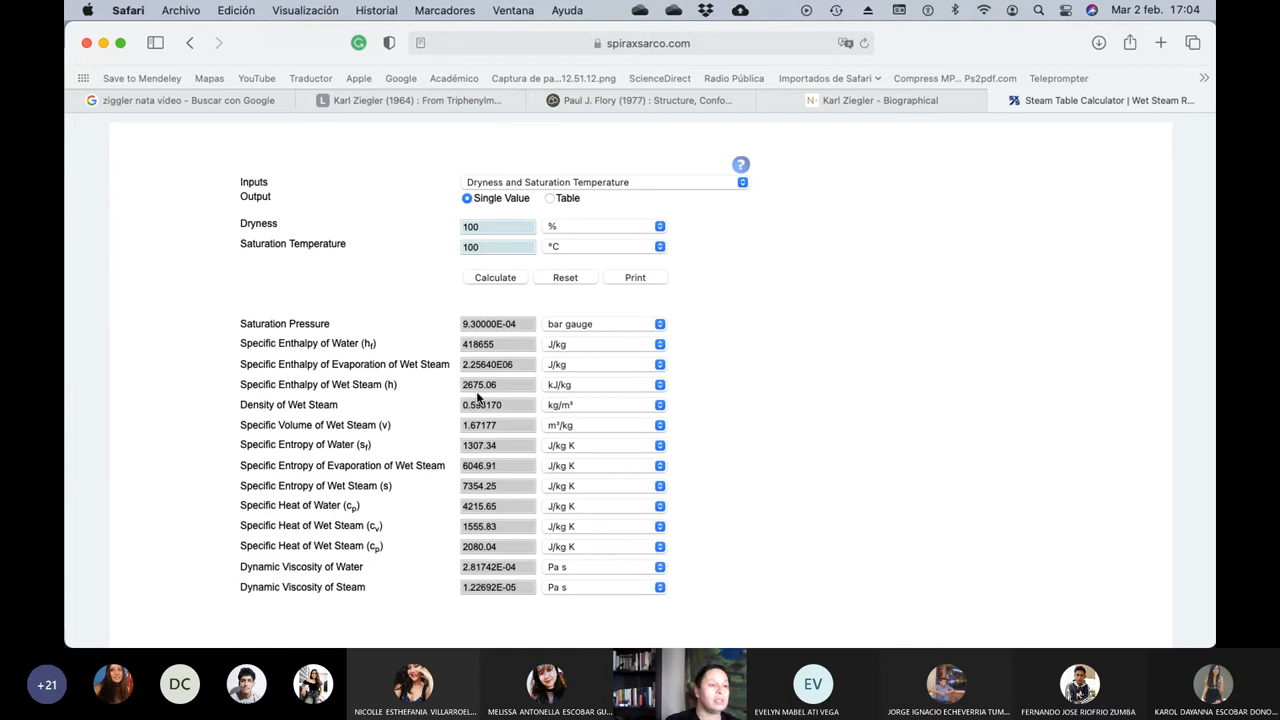 Safari Archivo Edición Visualización Historial Marcadores Ventana Ayuda Mar 2 feb. 17:04
spiraxsarco.com
Save to Mendeley Mapas YouTube Traductor Apple Google Académico Captura de pa...12.51.12.png ScienceDirect Radio Pública Importados de Safari Compress MP... Ps2pdf.com Teleprompter
ziggler nata video - Buscar con Google Karl Ziegler (1964) : From Triphenylm... Paul J. Flory (1977) : Structure, Confo... Karl Ziegler - Biographical Steam Table Calculator | Wet Steam R...
?
Inputs Dryness and Saturation Temperature
Output Single Value Table
Dryness 100 %
Saturation Temperature 100 °C
Calculate Reset Print
Saturation Pressure 9.30000E-04 bar gauge
Specific Enthalpy of Water (hf) 418655 J/kg
Specific Enthalpy of Evaporation of Wet Steam 2.25640E06 J/kg
Specific Enthalpy of Wet Steam (h) 2675.06 kJ/kg
Density of Wet Steam kg/m³
Specific Volume of Wet Steam (v) 1.67177 m³/kg
Specific Entropy of Water (sf) 1307.34 J/kg K
Specific Entropy of Evaporation of Wet Steam 6046.91 J/kg K
Specific Entropy of Wet Steam (s) 7354.25 J/kg K
Specific Heat of Water (cp) 4215.65 J/kg K
Specific Heat of Wet Steam (cv) 1555.83 J/kg K
Specific Heat of Wet Steam (cp) 2080.04 J/kg K
Dynamic Viscosity of Water 2.81742E-04 Pa s
Dynamic Viscosity of Steam 1.22692E-05 Pa s
+21 DC EV
NICOLLE ESTHEFANIA VILLARROEL... MELISSA ANTONELLA ESCOBAR GU... EVELYN MABEL ATI VEGA JORGE IGNACIO ECHEVERRIA TUM... FERNANDO JOSE RIOFRIO ZUMBA KAROL DAYANNA ESCOBAR DONO...